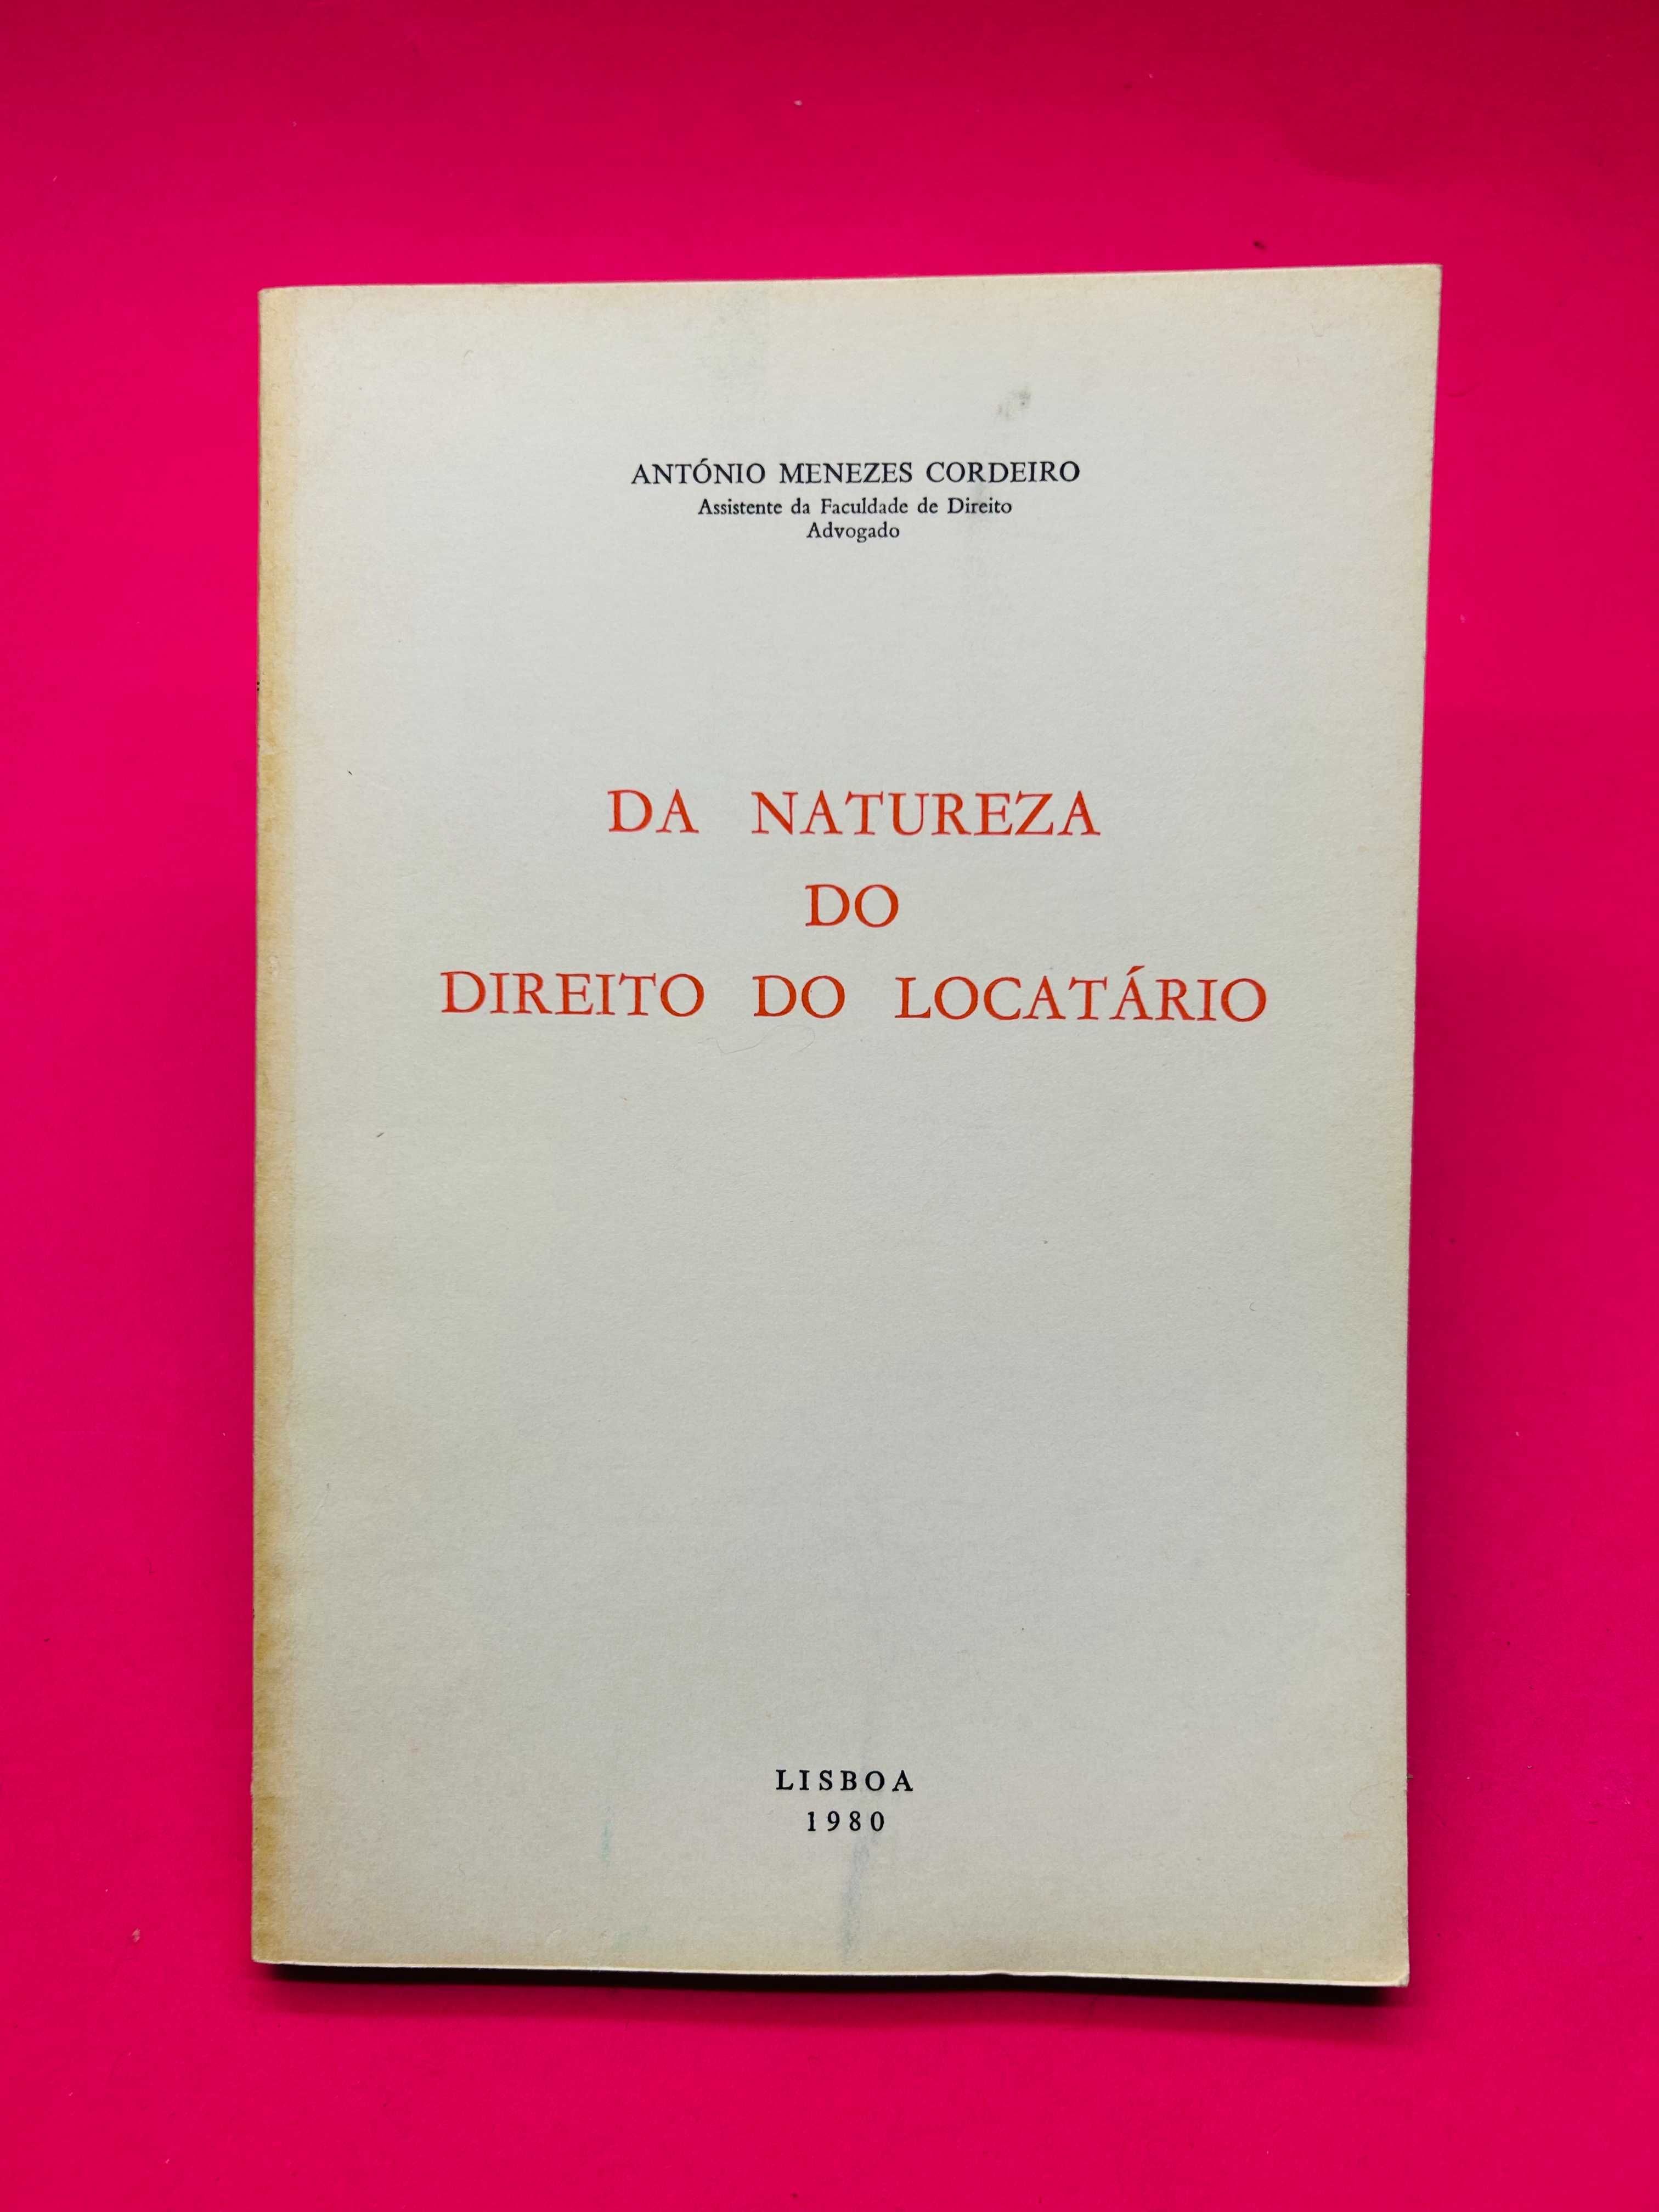 ANTÓNIO MENEZES CORDEIRO
Assistente da Faculdade de Direito
Advogado
DA NATUREZA
DO
DIREITO DO LOCATÁRIO
LISBOA
1980